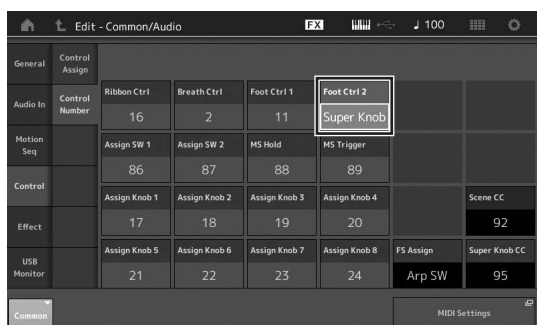 Edit - Common/Audio FX ♩ 100
General Control Assign
Audio In Control Number
Motion Seq
Control
Effect
USB Monitor
Common
Ribbon Ctrl Breath Ctrl Foot Ctrl 1 Foot Ctrl 2
16 2 11 Super Knob
Assign SW 1 Assign SW 2 MS Hold MS Trigger
86 87 88 89
Assign Knob 1 Assign Knob 2 Assign Knob 3 Assign Knob 4 Scene CC
17 18 19 20 92
Assign Knob 5 Assign Knob 6 Assign Knob 7 Assign Knob 8 FS Assign Super Knob CC
21 22 23 24 Arp SW 95
MIDI Settings